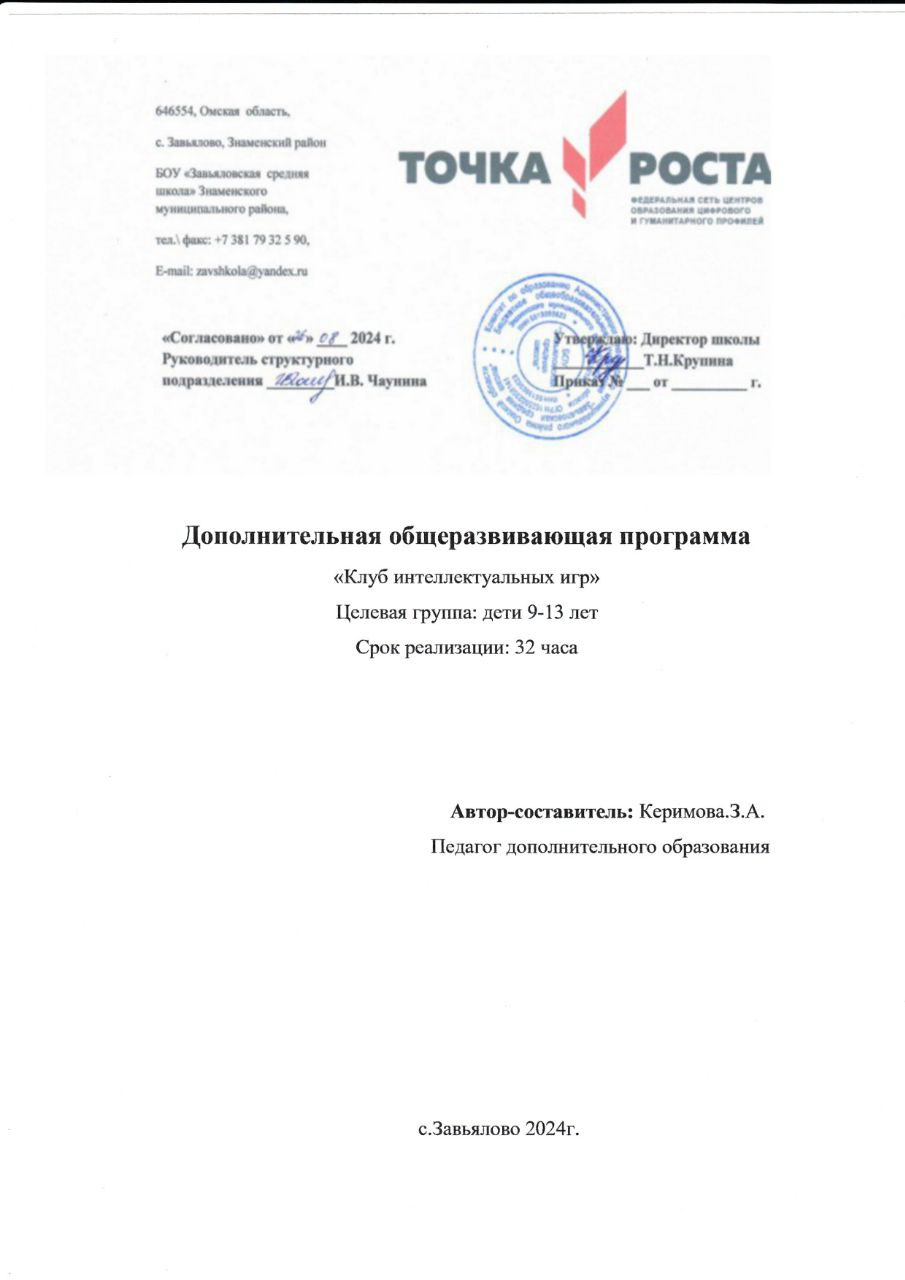 646554, Омская область,
с. Завьялово, Знаменский район
БОУ «Завьяловская средняя
школа» Знаменского
муниципального района,
тел.\ факс: +7 381 79 32 5 90,
E-mail: zavshkola@yandex.ru
ТОЧКА РОСТА
ФЕДЕРАЛЬНАЯ СЕТЬ ЦЕНТРОВ
ОБРАЗОВАНИЯ ЦИФРОВОГО
И ГУМАНИТАРНОГО ПРОФИЛЕЙ
«Согласовано» от « » 08 2024 г.
Руководитель структурного
подразделения ________ И.В. Чаунина
Утверждаю: Директор школы
____________Т.Н.Крупина
Приказ № ___ от __________ г.
Дополнительная общеразвивающая программа
«Клуб интеллектуальных игр»
Целевая группа: дети 9-13 лет
Срок реализации: 32 часа
Автор-составитель: Керимова.З.А.
Педагог дополнительного образования
с.Завьялово 2024г.